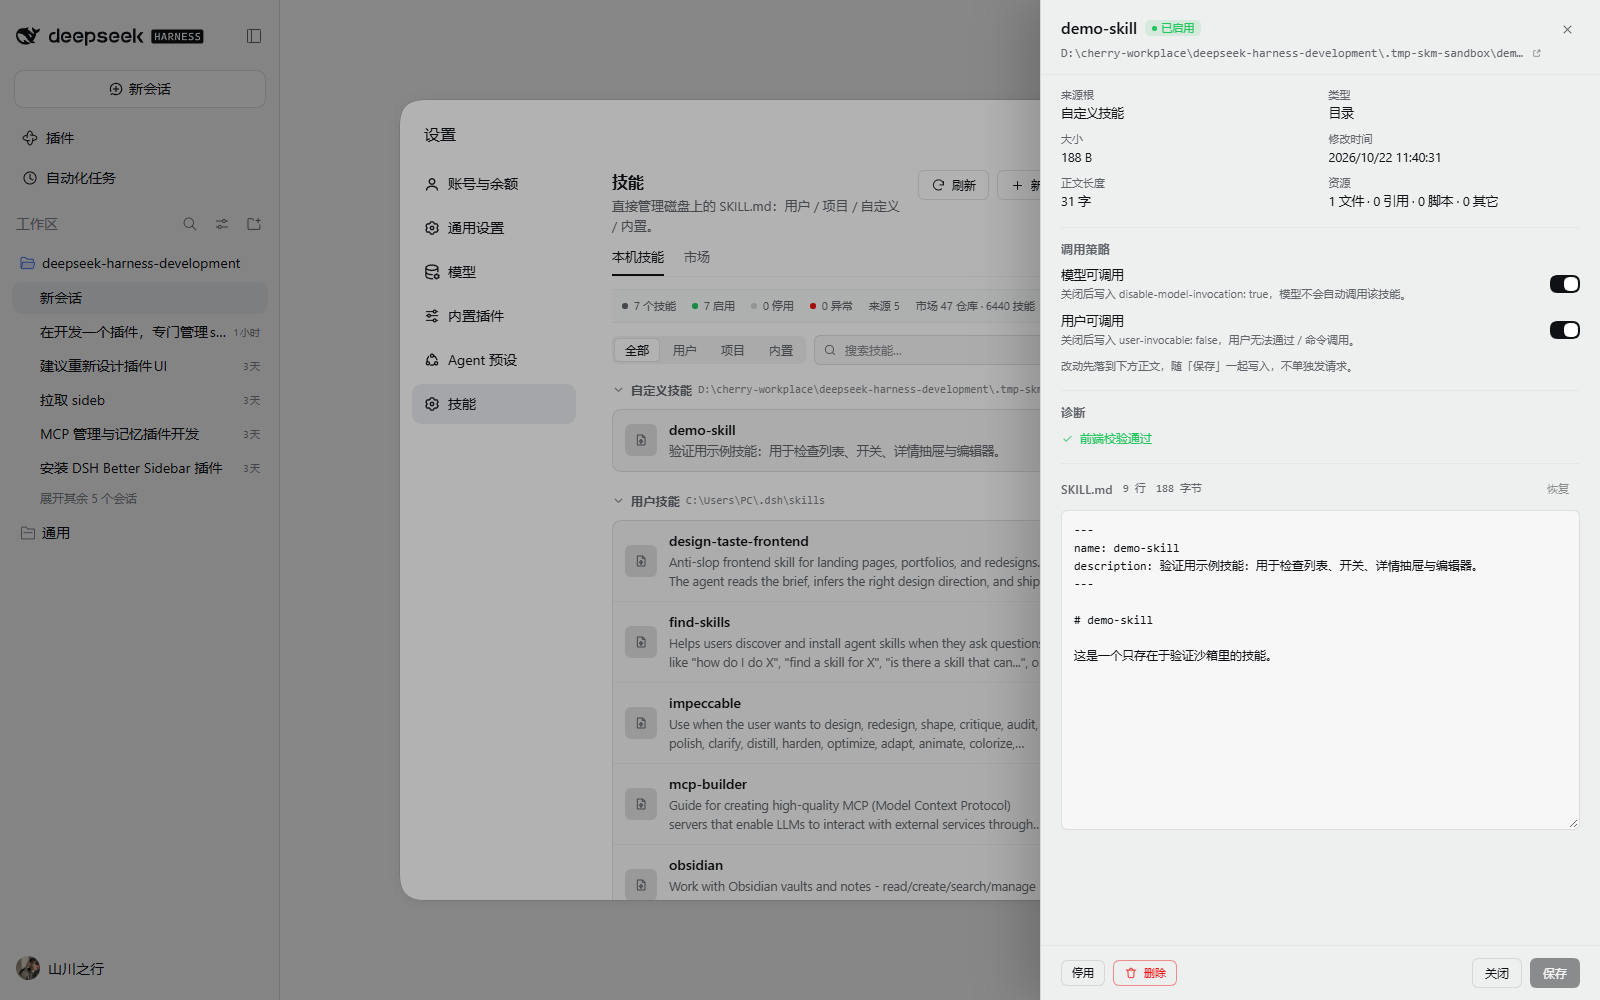 deepseek HARNESS
新会话
插件
自动化任务
工作区
deepseek-harness-development
新会话
在开发一个插件，专门管理 s... 1小时
建议重新设计插件 UI 3天
拉取 sideb 3天
MCP 管理与记忆插件开发 3天
安装 DSH Better Sidebar 插件 3天
展开其余 5 个会话
通用
山川之行
设置
账号与余额
通用设置
模型
内置插件
Agent 预设
技能
技能
直接管理磁盘上的 SKILL.md：用户 / 项目 / 自定义
/ 内置。
刷新
新
本机技能 市场
7 个技能 7 启用 0 停用 0 异常 来源 5 市场 47 仓库 · 6440 技能
全部 用户 项目 内置 搜索技能...
自定义技能 D:\cherry-workplace\deepseek-harness-development\.tmp-skm
demo-skill
验证用示例技能：用于检查列表、开关、详情抽屉与编辑器。
用户技能 C:\Users\PC\.dsh\skills
design-taste-frontend
Anti-slop frontend skill for landing pages, portfolios, and redesigns.
The agent reads the brief, infers the right design direction, and ship
find-skills
Helps users discover and install agent skills when they ask questions
like "how do I do X", "find a skill for X", "is there a skill that can...", o
impeccable
Use when the user wants to design, redesign, shape, critique, audit,
polish, clarify, distill, harden, optimize, adapt, animate, colorize,...
mcp-builder
Guide for creating high-quality MCP (Model Context Protocol)
servers that enable LLMs to interact with external services through...
obsidian
Work with Obsidian vaults and notes - read/create/search/manage
demo-skill 已启用
D:\cherry-workplace\deepseek-harness-development\.tmp-skm-sandbox\dem...
来源根 类型
自定义技能 目录
大小 修改时间
188 B 2026/10/22 11:40:31
正文长度 资源
31 字 1 文件 · 0 引用 · 0 脚本 · 0 其它
调用策略
模型可调用
关闭后写入 disable-model-invocation: true，模型不会自动调用该技能。
用户可调用
关闭后写入 user-invocable: false，用户无法通过 / 命令调用。
改动先落到下方正文，随「保存」一起写入，不单独发请求。
诊断
前端校验通过
SKILL.md 9 行 188 字节 恢复
---
name: demo-skill
description: 验证用示例技能：用于检查列表、开关、详情抽屉与编辑器。
---
# demo-skill
这是一个只存在于验证沙箱里的技能。
停用 删除 关闭 保存